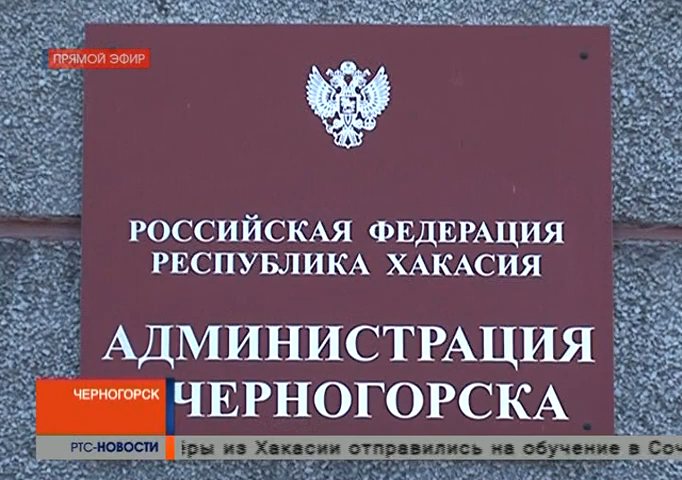 ПРЯМОЙ ЭФИР
РОССИЙСКАЯ ФЕДЕРАЦИЯ
РЕСПУБЛИКА ХАКАСИЯ
АДМИНИСТРАЦИЯ
ЧЕРНОГОРСКА
ЧЕРНОГОРСК
РТС-НОВОСТИ
из Хакасии отправились на обучение в